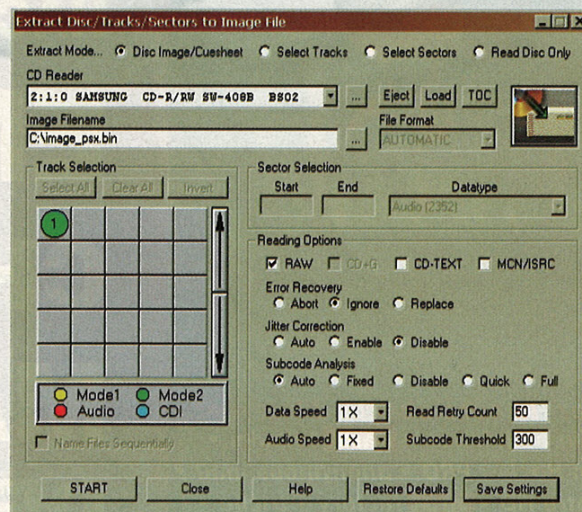 Extract Disc/Tracks/Sectors to Image File
Extract Mode... Disc Image/Cuesheet Select Tracks Select Sectors Read Disc Only
CD Reader
2:1:0 SAMSUNG CD-R/RW SW-408B BS02 ... Eject Load TOC
Image Filename File Format
C:\image_psx.bin ... AUTOMATIC
Track Selection
Select All Clear All Invert
1
Mode1 Mode2
Audio CDI
Name Files Sequentially
Sector Selection
Start End Datatype
Audio (2352)
Reading Options
RAW CD+G CD-TEXT MCN/ISRC
Error Recovery
Abort Ignore Replace
Jitter Correction
Auto Enable Disable
Subcode Analysis
Auto Fixed Disable Quick Full
Data Speed 1X Read Retry Count 50
Audio Speed 1X Subcode Threshold 300
START Close Help Restore Defaults Save Settings